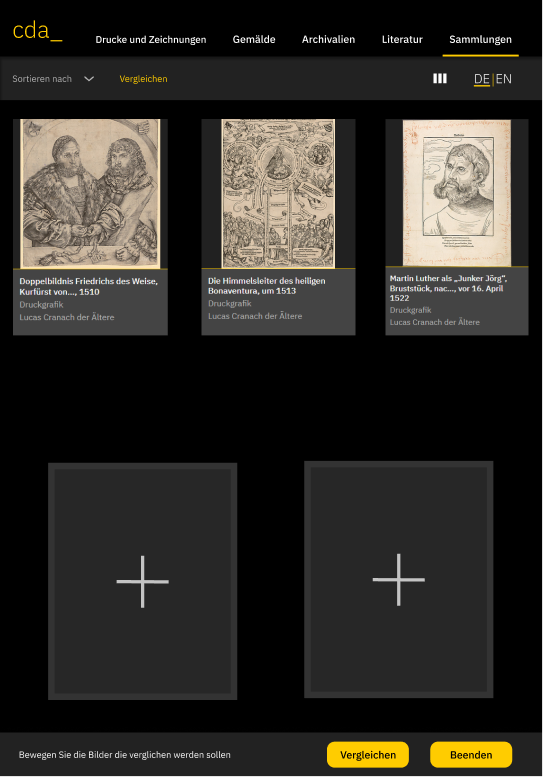 cda_
Drucke und Zeichnungen Gemälde Archivalien Literatur Sammlungen
Sortieren nach Vergleichen DE|EN
Doppelbildnis Friedrichs des Weise,
Kurfürst von..., 1510
Druckgrafik
Lucas Cranach der Ältere
Die Himmelsleiter des heiligen
Bonaventura, um 1513
Druckgrafik
Lucas Cranach der Ältere
Martin Luther als „Junker Jörg“,
Bruststück, nac..., vor 16. April
1522
Druckgrafik
Lucas Cranach der Ältere
Bewegen Sie die Bilder die verglichen werden sollen Vergleichen Beenden